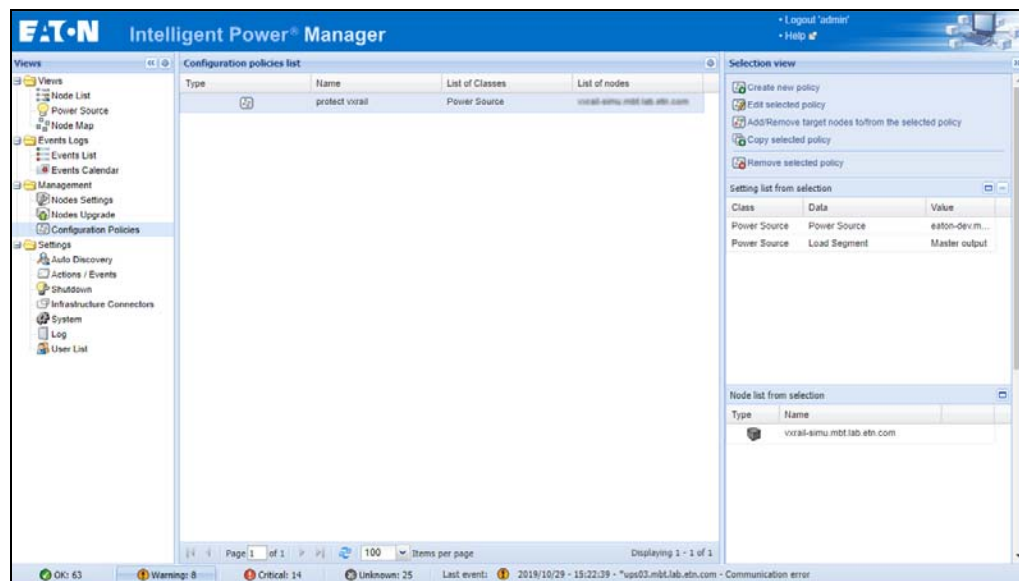 EATON Intelligent Power® Manager
• Logout 'admin'
• Help
Views
Views
Node List
Power Source
Node Map
Events Logs
Events List
Events Calendar
Management
Nodes Settings
Nodes Upgrade
Configuration Policies
Settings
Auto Discovery
Actions / Events
Shutdown
Infrastructure Connectors
System
Log
User List
Configuration policies list
Type Name List of Classes List of nodes
protect vxrail Power Source
Page 1 of 1 100 Items per page Displaying 1 - 1 of 1
Selection view
Create new policy
Edit selected policy
Add/Remove target nodes to/from the selected policy
Copy selected policy
Remove selected policy
Setting list from selection
Class Data Value
Power Source Power Source eaton-dev.m...
Power Source Load Segment Master output
Node list from selection
Type Name
vxrail-simu.mbt.lab.etn.com
OK: 63 Warning: 8 Critical: 14 Unknown: 25 Last event: 2019/10/29 - 15:22:39 - "ups03.mbt.lab.etn.com - Communication error